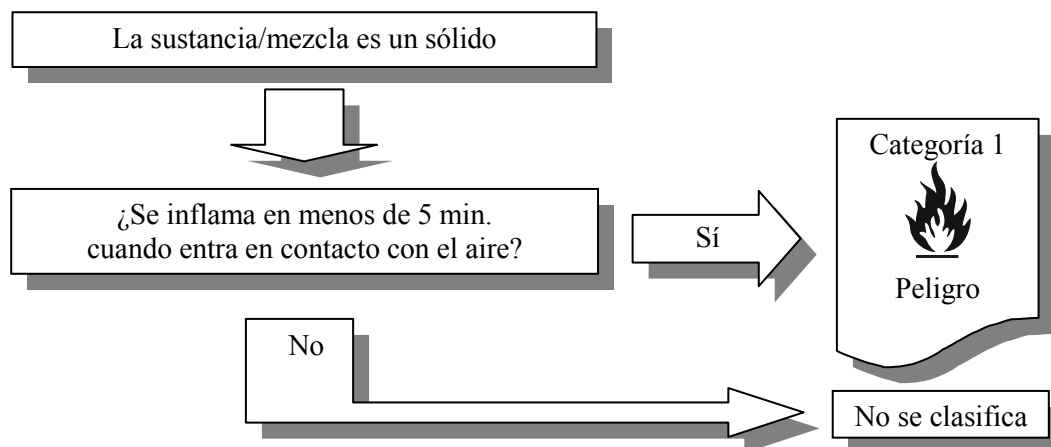 La sustancia/mezcla es un sólido
Categoría 1
¿Se inflama en menos de 5 min.
cuando entra en contacto con el aire?
Sí
Peligro
No
No se clasifica